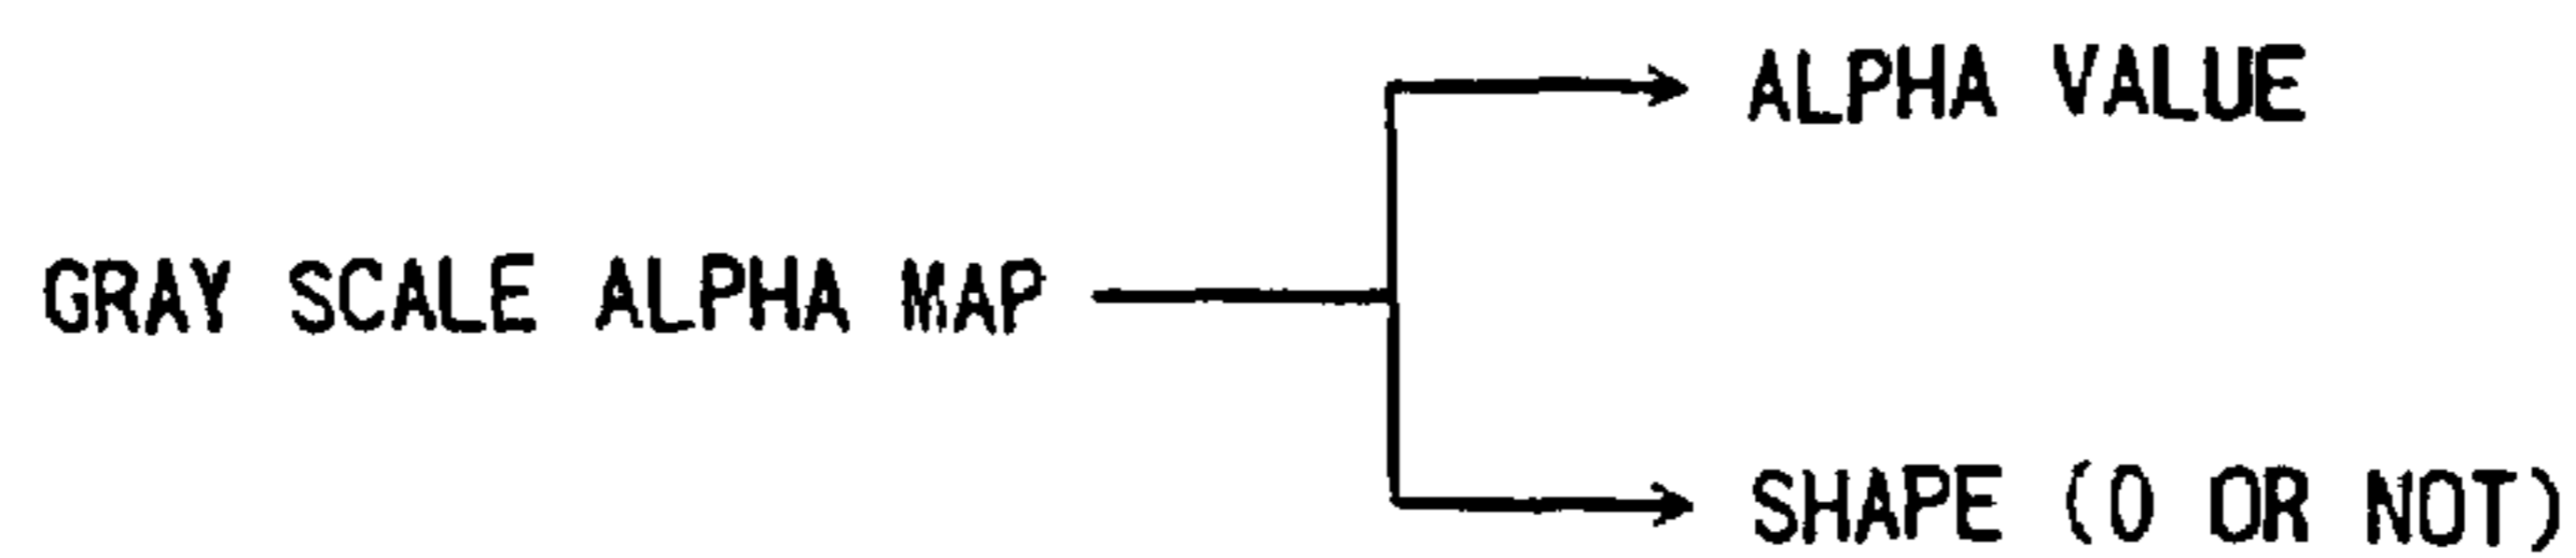 ALPHA VALUE
GRAY SCALE ALPHA MAP
SHAPE (0 OR NOT)